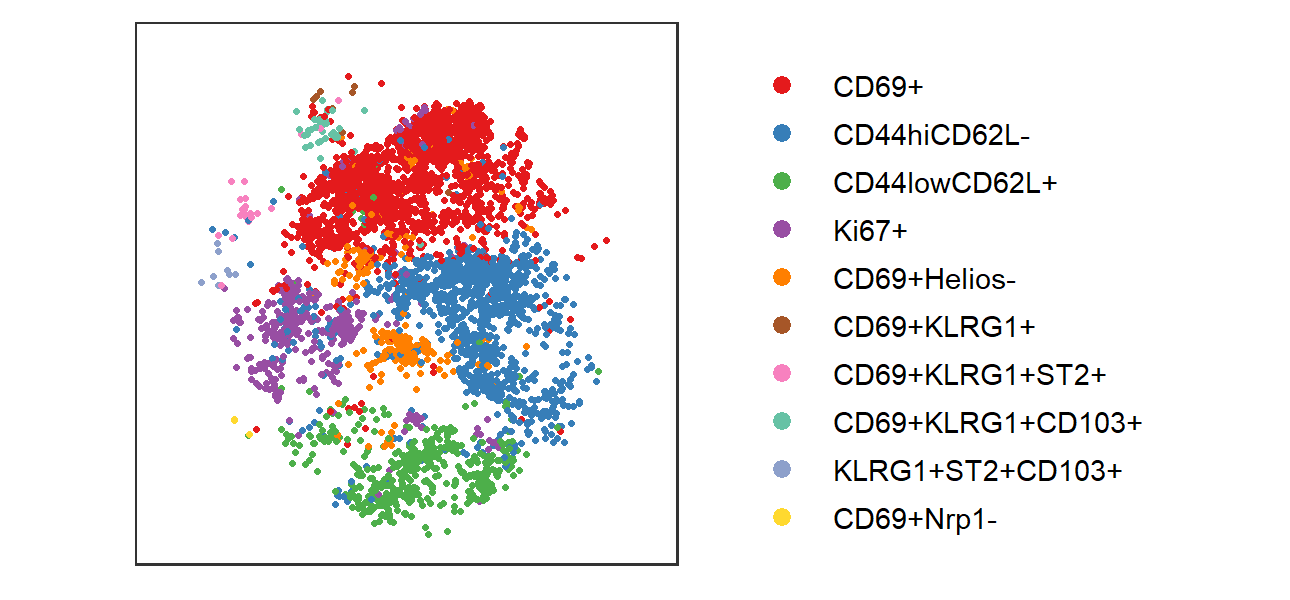 CD69+
CD44hiCD62L-
CD44lowCD62L+
Ki67+
CD69+Helios-
CD69+KLRG1+
CD69+KLRG1+ST2+
CD69+KLRG1+CD103+
KLRG1+ST2+CD103+
CD69+Nrp1-